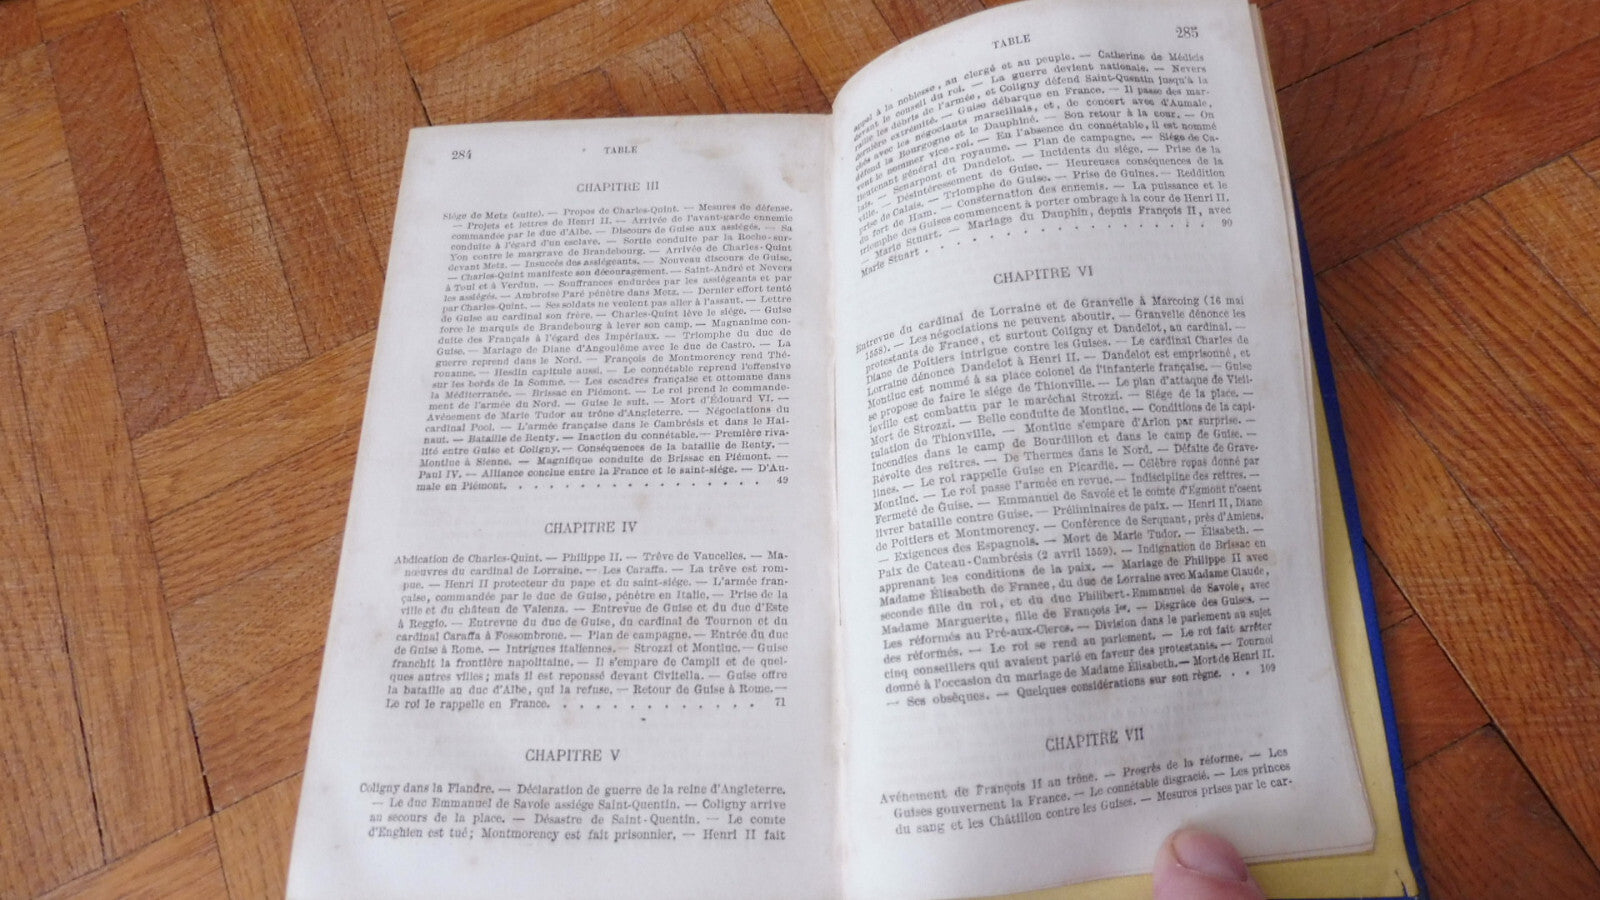 284
TABLE
CHAPITRE III
Siége de Metz (suite). — Propos de Charles-Quint. — Mesures de défense.
— Projets et lettres de Henri II. — Arrivée de l'avant-garde ennemie
commandée par le duc d'Albe. — Discours de Guise aux assiégés. — Sa
conduite à l'égard d'un esclave. — Sortie conduite par la Roche-sur-
Yon contre le margrave de Brandebourg. — Arrivée de Charles-Quint
devant Metz. — Insuccès des assiégeants. — Nouveau discours de Guise.
— Charles-Quint manifeste son découragement. — Saint-André et Nevers
à Toul et à Verdun. — Souffrances endurées par les assiégeants et par
les assiégés. — Ambroise Paré pénètre dans Metz. — Dernier effort tenté
par Charles-Quint. — Ses soldats ne veulent pas aller à l'assaut. — Lettre
de Guise au cardinal son frère. — Charles-Quint lève le siége. — Guise
force le marquis de Brandebourg à lever son camp. — Magnanime con-
duite des Français à l'égard des Impériaux. — Triomphe du duc de
Guise. — Mariage de Diane d'Angoulême avec le duc de Castro. — La
guerre reprend dans le Nord. — François de Montmorency rend Thé-
rouanne. — Hesdin capitule aussi. — Le connétable reprend l'offensive
sur les bords de la Somme. — Les escadres française et ottomane dans
la Méditerranée. — Brissac en Piémont. — Le roi prend le commande-
ment de l'armée du Nord. — Guise le suit. — Mort d'Édouard VI. —
Avénement de Marie Tudor au trône d'Angleterre. — Négociations du
cardinal Pool. — L'armée française dans le Cambrésis et dans le Hai-
naut. — Bataille de Renty. — Inaction du connétable. — Première riva-
lité entre Guise et Coligny. — Conséquences de la bataille de Renty. —
Montluc à Sienne. — Magnifique conduite de Brissac en Piémont. —
Paul IV. — Alliance conclue entre la France et le saint-siége. — D'Au-
male en Piémont. . . . . . . . . . . . . . . . . 49
CHAPITRE IV
Abdication de Charles-Quint. — Philippe II. — Trêve de Vaucelles. — Ma-
nœuvres du cardinal de Lorraine. — Les Caraffa. — La trêve est rom-
pue. — Henri II protecteur du pape et du saint-siége. — L'armée fran-
çaise, commandée par le duc de Guise, pénètre en Italie. — Prise de la
ville et du château de Valenza. — Entrevue de Guise et du duc d'Este
à Reggio. — Entrevue du duc de Guise, du cardinal de Tournon et du
cardinal Caraffa à Fossombrone. — Plan de campagne. — Entrée du duc
de Guise à Rome. — Intrigues italiennes. — Strozzi et Montluc. — Guise
franchit la frontière napolitaine. — Il s'empare de Campli et de quel-
ques autres villes ; mais il est repoussé devant Civitella. — Guise offre
la bataille au duc d'Albe, qui la refuse. — Retour de Guise à Rome. —
Le roi le rappelle en France. . . . . . . . . . . . . 71
CHAPITRE V
Coligny dans la Flandre. — Déclaration de guerre de la reine d'Angleterre.
— Le duc Emmanuel de Savoie assiége Saint-Quentin. — Coligny arrive
au secours de la place. — Désastre de Saint-Quentin. — Le comte
d'Enghien est tué ; Montmorency est fait prisonnier. — Henri II fait
TABLE
285
appel à la noblesse, au clergé et au peuple. — Catherine de Médicis
devant le conseil du roi. — La guerre devient nationale. — Nevers
rallie les débris de l'armée, et Coligny défend Saint-Quentin jusqu'à la
dernière extrémité. — Guise débarque en France. — Il passe des mar-
chés avec les négociants marseillais, et, de concert avec d'Aumale,
défend la Bourgogne et le Dauphiné. — Son retour à la cour. — On
veut le nommer vice-roi. — En l'absence du connétable, il est nommé
lieutenant général du royaume. — Plan de campagne. — Siége de Ca-
lais. — Senarpont et Dandelot. — Incidents du siége. — Prise de la
ville. — Désintéressement de Guise. — Heureuses conséquences de la
prise de Calais. — Triomphe de Guise. — Prise de Guines. — Reddition
du fort de Ham. — Consternation des ennemis. — La puissance et le
triomphe des Guises commencent à porter ombrage à la cour de Henri II.
— Marie Stuart. — Mariage du Dauphin, depuis François II, avec
Marie Stuart . . . . . . . . . . . . . . . . . 90
CHAPITRE VI
Entrevue du cardinal de Lorraine et de Granvelle à Marcoing (16 mai
1558). — Les négociations ne peuvent aboutir. — Granvelle dénonce les
protestants de France, et surtout Coligny et Dandelot, au cardinal. —
Diane de Poitiers intrigue contre les Guises. — Le cardinal Charles de
Lorraine dénonce Dandelot à Henri II. — Dandelot est emprisonné, et
Montluc est nommé à sa place colonel de l'infanterie française. — Guise
se propose de faire le siége de Thionville. — Le plan d'attaque de Vieil-
leville est combattu par le maréchal Strozzi. — Siége de la place. —
Mort de Strozzi. — Belle conduite de Montluc. — Conditions de la capi-
tulation de Thionville. — Montluc s'empare d'Arlon par surprise. —
Incendies dans le camp de Bourdillon et dans le camp de Guise. —
Révolte des reîtres. — De Thermes dans le Nord. — Défaite de Grave-
lines. — Le roi rappelle Guise en Picardie. — Célèbre repas donné par
Montluc. — Le roi passe l'armée en revue. — Indiscipline des reîtres. —
Fermeté de Guise. — Emmanuel de Savoie et le comte d'Egmont n'osent
livrer bataille contre Guise. — Préliminaires de paix. — Henri II, Diane
de Poitiers et Montmorency. — Conférence de Serquant, près d'Amiens.
— Exigences des Espagnols. — Mort de Marie Tudor. — Élisabeth. —
Paix de Cateau-Cambrésis (2 avril 1559). — Indignation de Brissac en
apprenant les conditions de la paix. — Mariage de Philippe II avec
Madame Élisabeth de France, du duc de Lorraine avec Madame Claude,
seconde fille du roi, et du duc Philibert-Emmanuel de Savoie, avec
Madame Marguerite, fille de François Ier. — Disgrâce des Guises. —
Les réformés au Pré-aux-Clercs. — Division dans le parlement au sujet
des réformés. — Le roi se rend au parlement. — Le roi fait arrêter
cinq conseillers qui avaient parlé en faveur des protestants. — Tournoi
donné à l'occasion du mariage de Madame Élisabeth. — Mort de Henri II.
— Ses obsèques. — Quelques considérations sur son règne. . . 109
CHAPITRE VII
Avénement de François II au trône. — Progrès de la réforme. — Les
Guises gouvernent la France. — Le connétable disgracié. — Les princes
du sang et les Châtillon contre les Guises. — Mesures prises par le car-